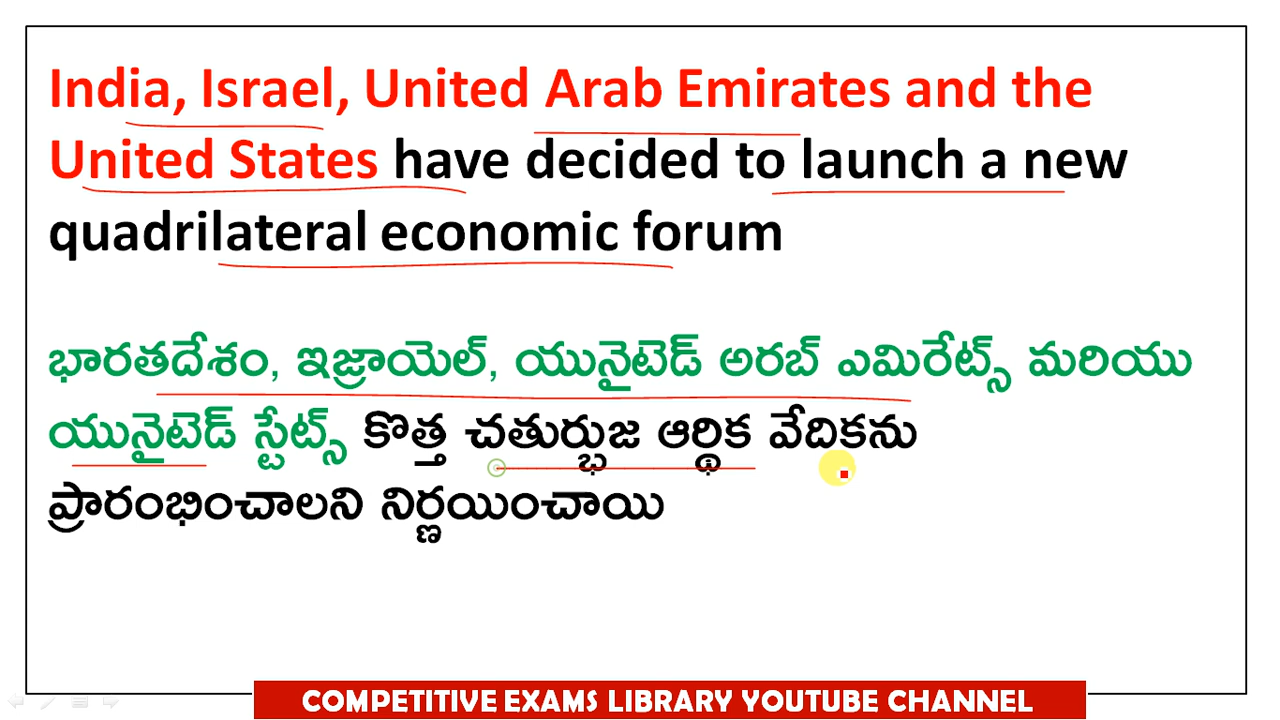 India, Israel, United Arab Emirates and the
United States have decided to launch a new
quadrilateral economic forum
భారతదేశం, ఇజ్రాయెల్, యునైటెడ్ అరబ్ ఎమిరేట్స్ మరియు
యునైటెడ్ స్టేట్స్ కొత్త చతుర్భుజ ఆర్థిక వేదికను
ప్రారంభించాలని నిర్ణయించాయి
COMPETITIVE EXAMS LIBRARY YOUTUBE CHANNEL